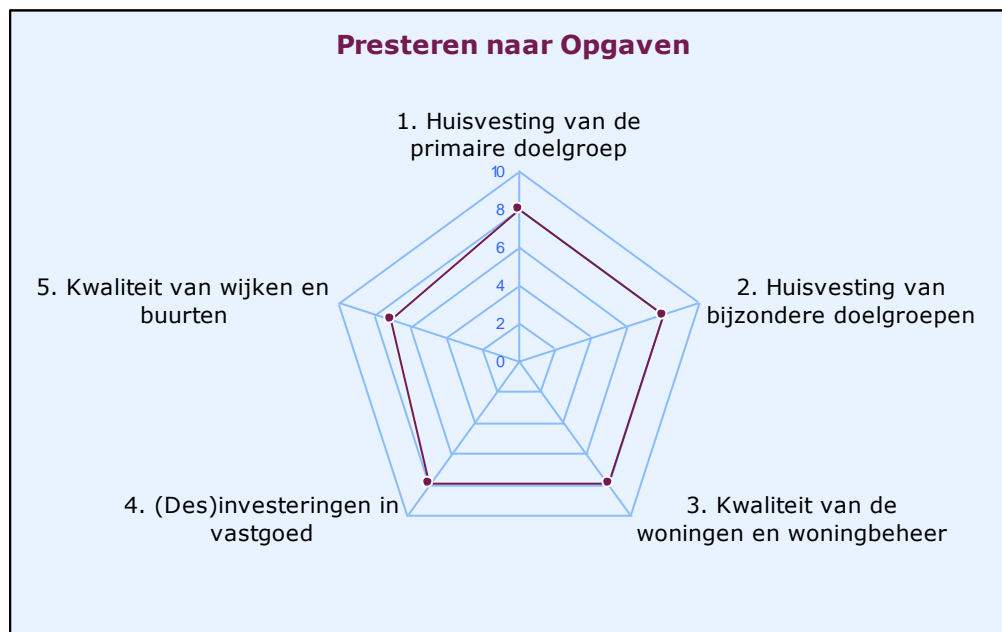 Presteren naar Opgaven
1. Huisvesting van de
primaire doelgroep
10
8
6
4
2
0
5. Kwaliteit van wijken en
buurten
2. Huisvesting van
bijzondere doelgroepen
4. (Des)investeringen in
vastgoed
3. Kwaliteit van de
woningen en woningbeheer